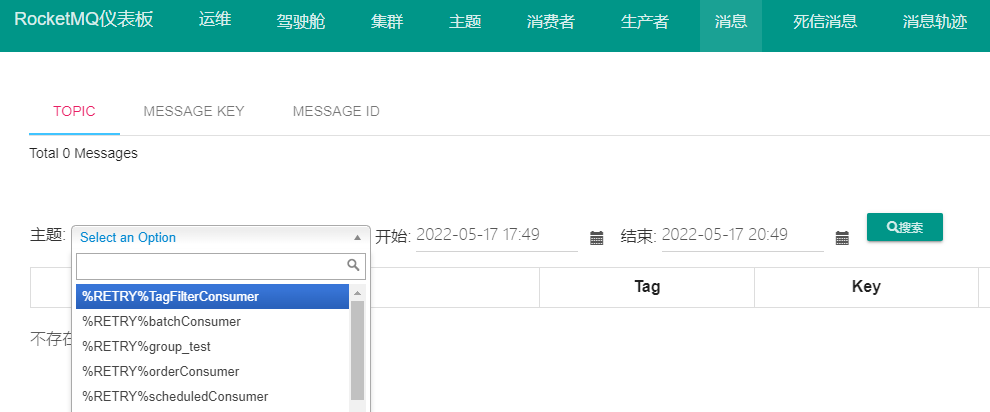 RocketMQ仪表板 运维 驾驶舱 集群 主题 消费者 生产者 消息 死信消息 消息轨迹
TOPIC MESSAGE KEY MESSAGE ID
Total 0 Messages
主题: Select an Option 开始: 2022-05-17 17:49 结束: 2022-05-17 20:49 搜索
Tag Key
%RETRY%TagFilterConsumer
%RETRY%batchConsumer
不存在
%RETRY%group_test
%RETRY%orderConsumer
%RETRY%scheduledConsumer